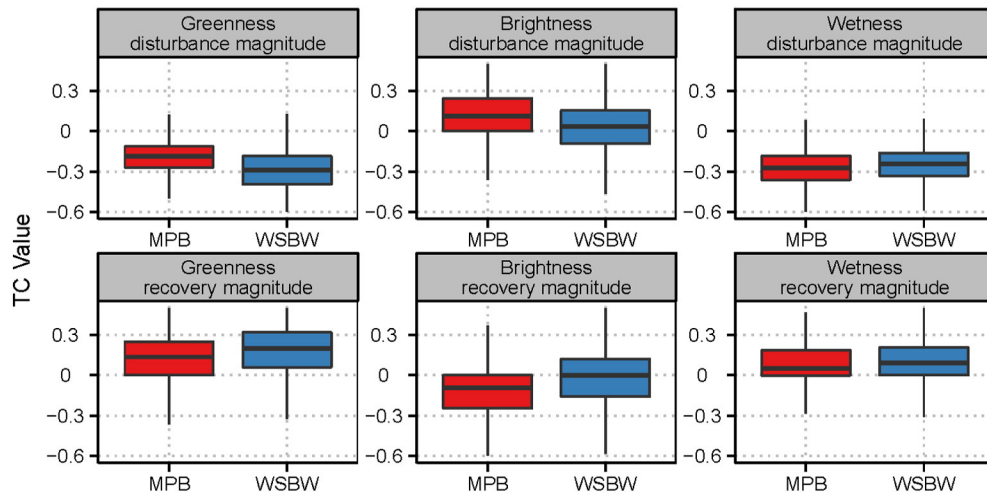 Greenness
disturbance magnitude
Brightness
disturbance magnitude
Wetness
disturbance magnitude
0.3
0
−0.3
−0.6
0.3
0
−0.3
−0.6
0.3
0
−0.3
−0.6
MPB WSBW
MPB WSBW
MPB WSBW
TC Value
Greenness
recovery magnitude
Brightness
recovery magnitude
Wetness
recovery magnitude
0.3
0
−0.3
−0.6
0.3
0
−0.3
−0.6
0.3
0
−0.3
−0.6
MPB WSBW
MPB WSBW
MPB WSBW